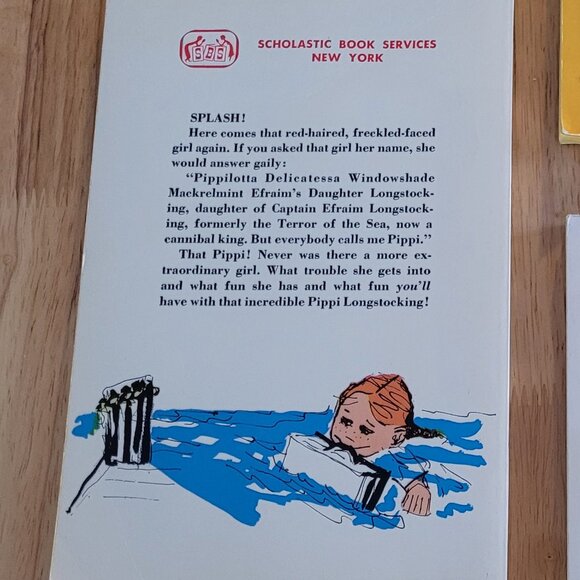 SBS
SCHOLASTIC BOOK SERVICES
NEW YORK
SPLASH!
Here comes that red-haired, freckled-faced
girl again. If you asked that girl her name, she
would answer gaily:
"Pippilotta Delicatessa Windowshade
Mackrelmint Efraim's Daughter Longstock-
ing, daughter of Captain Efraim Longstock-
ing, formerly the Terror of the Sea, now a
cannibal king. But everybody calls me Pippi."
That Pippi! Never was there a more ex-
traordinary girl. What trouble she gets into
and what fun she has and what fun you'll
have with that incredible Pippi Longstocking!